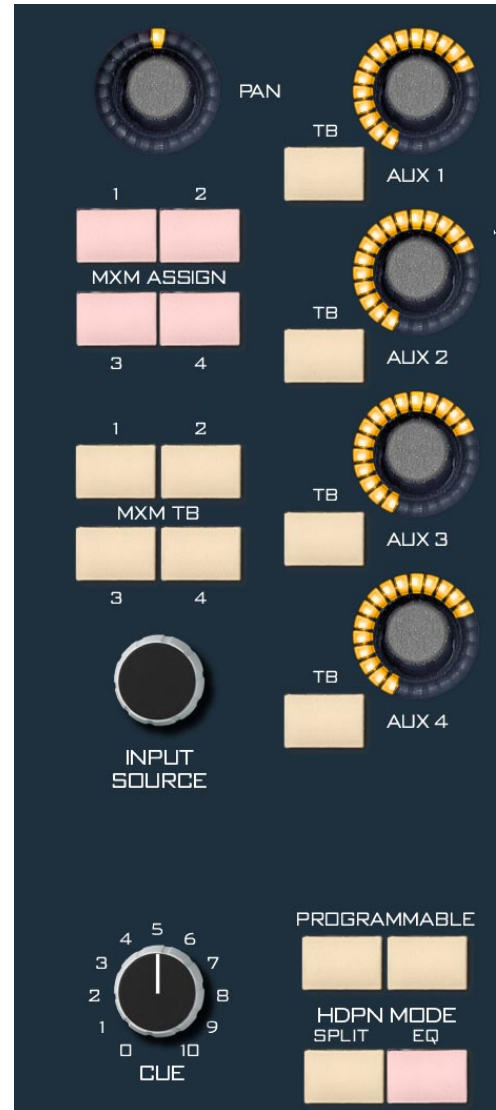 PAN
TB
AUX 1
1 2
MXM ASSIGN
3 4
TB
AUX 2
1 2
MXM TB
3 4
TB
AUX 3
INPUT
SOURCE
TB
AUX 4
PROGRAMMABLE
HDPN MODE
SPLIT EQ
0 1 2 3 4 5 6 7 8 9 10
CUE